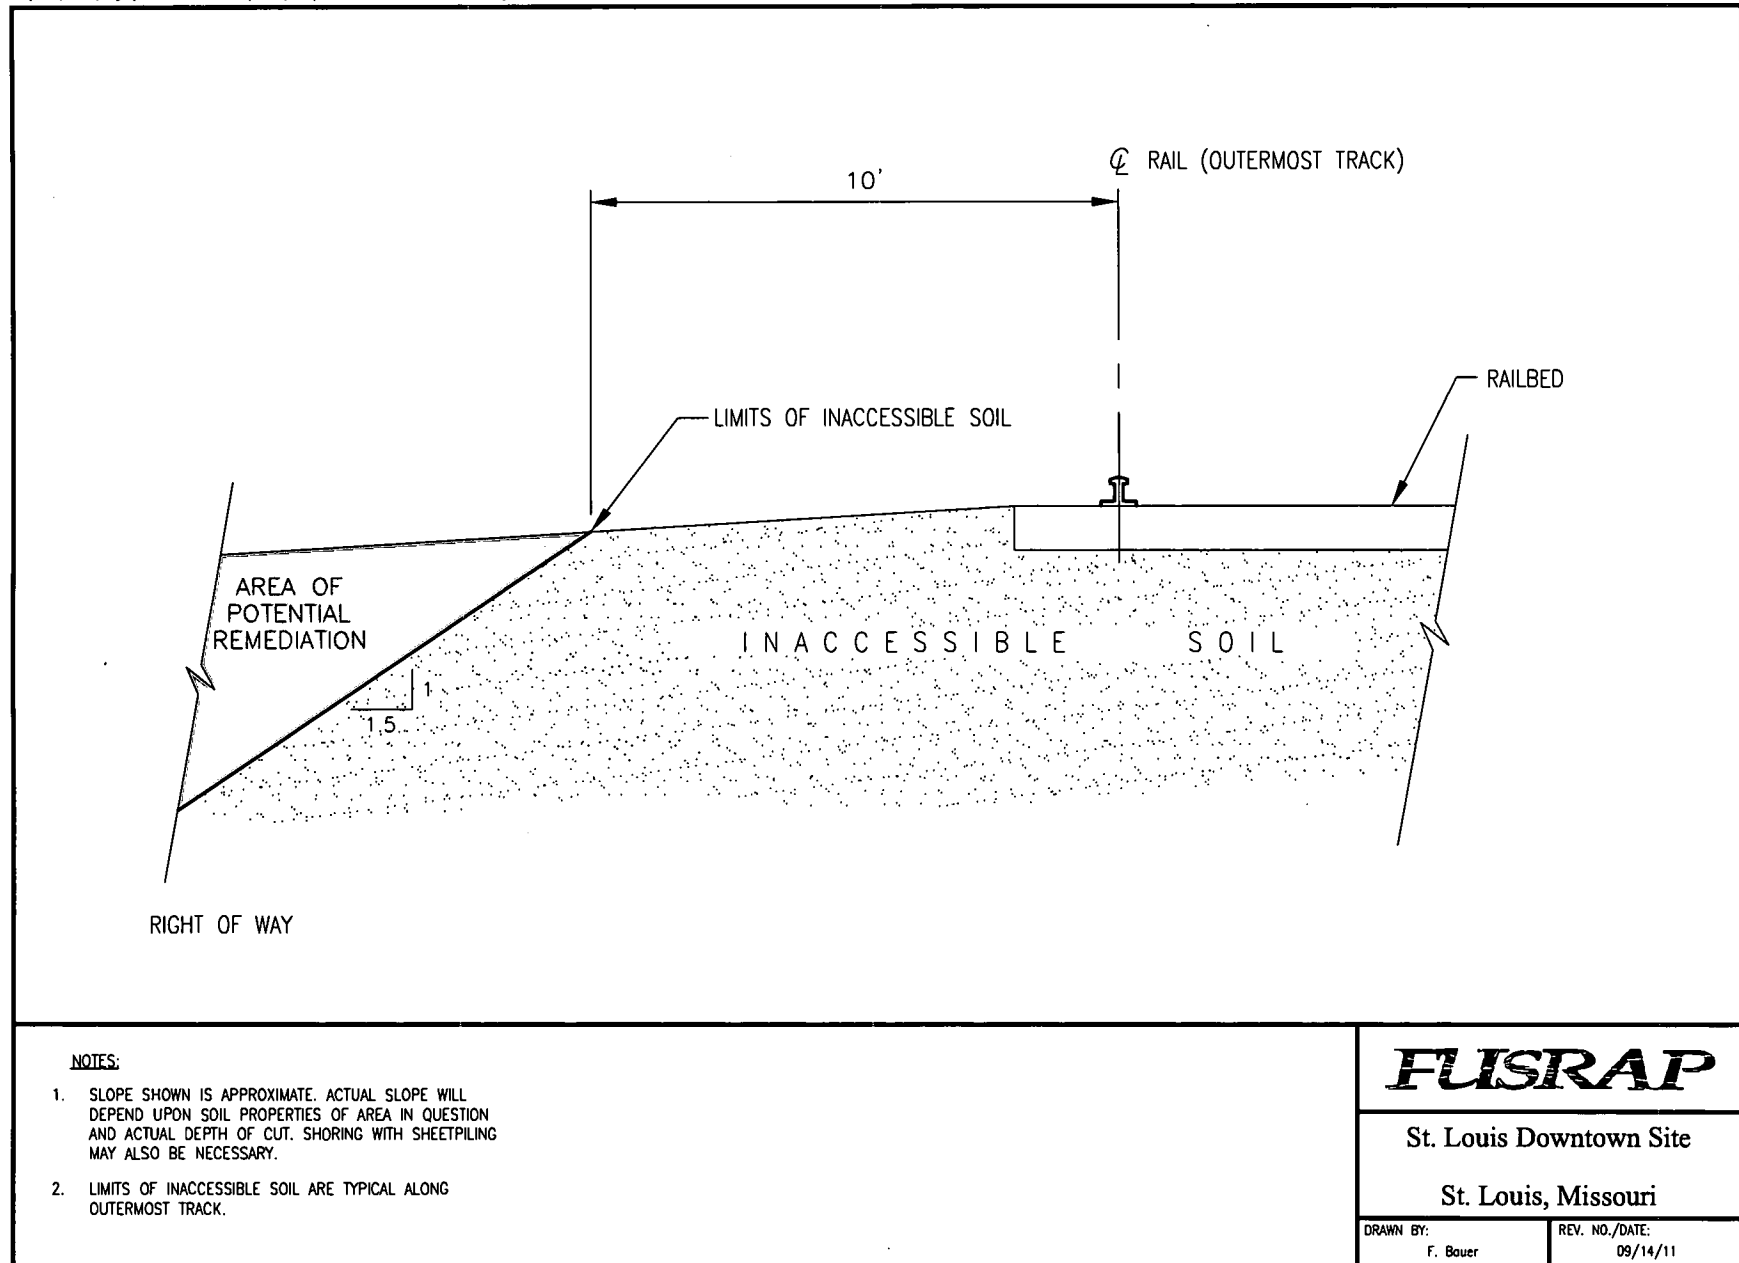 10'
℄ RAIL (OUTERMOST TRACK)
RAILBED
LIMITS OF INACCESSIBLE SOIL
AREA OF
POTENTIAL
REMEDIATION
INACCESSIBLE SOIL
1
1.5
RIGHT OF WAY
NOTES:
1. SLOPE SHOWN IS APPROXIMATE. ACTUAL SLOPE WILL
DEPEND UPON SOIL PROPERTIES OF AREA IN QUESTION
AND ACTUAL DEPTH OF CUT. SHORING WITH SHEETPILING
MAY ALSO BE NECESSARY.
2. LIMITS OF INACCESSIBLE SOIL ARE TYPICAL ALONG
OUTERMOST TRACK.
FUSRAP
St. Louis Downtown Site
St. Louis, Missouri
DRAWN BY:
F. Bauer
REV. NO./DATE:
09/14/11